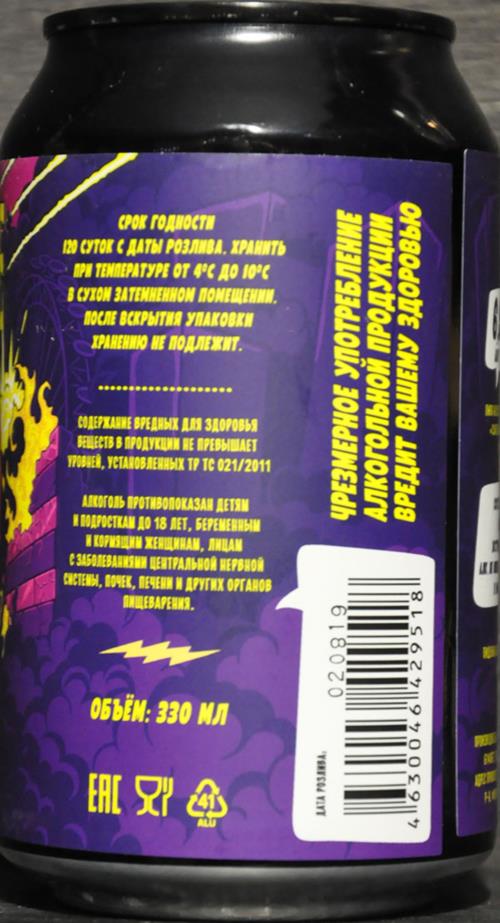 СРОК ГОДНОСТИ
120 СУТОК С ДАТЫ РОЗЛИВА. ХРАНИТЬ
ПРИ ТЕМПЕРАТУРЕ ОТ 4°С ДО 10°С
В СУХОМ ЗАТЕМНЕННОМ ПОМЕЩЕНИИ.
ПОСЛЕ ВСКРЫТИЯ УПАКОВКИ
ХРАНЕНИЮ НЕ ПОДЛЕЖИТ.
СОДЕРЖАНИЕ ВРЕДНЫХ ДЛЯ ЗДОРОВЬЯ
ВЕЩЕСТВ В ПРОДУКЦИИ НЕ ПРЕВЫШАЕТ
УРОВНЕЙ, УСТАНОВЛЕННЫХ ТР ТС 021/2011
АЛКОГОЛЬ ПРОТИВОПОКАЗАН ДЕТЯМ
И ПОДРОСТКАМ ДО 18 ЛЕТ, БЕРЕМЕННЫМ
И КОРМЯЩИМ ЖЕНЩИНАМ, ЛИЦАМ
С ЗАБОЛЕВАНИЯМИ ЦЕНТРАЛЬНОЙ НЕРВНОЙ
СИСТЕМЫ, ПОЧЕК, ПЕЧЕНИ И ДРУГИХ ОРГАНОВ
ПИЩЕВАРЕНИЯ.
ОБЪЁМ: 330 МЛ
EAC
41
ALU
ЧРЕЗМЕРНОЕ УПОТРЕБЛЕНИЕ
АЛКОГОЛЬНОЙ ПРОДУКЦИИ
ВРЕДИТ ВАШЕМУ ЗДОРОВЬЮ
ДАТА РОЗЛИВА:
020819
4630046429518